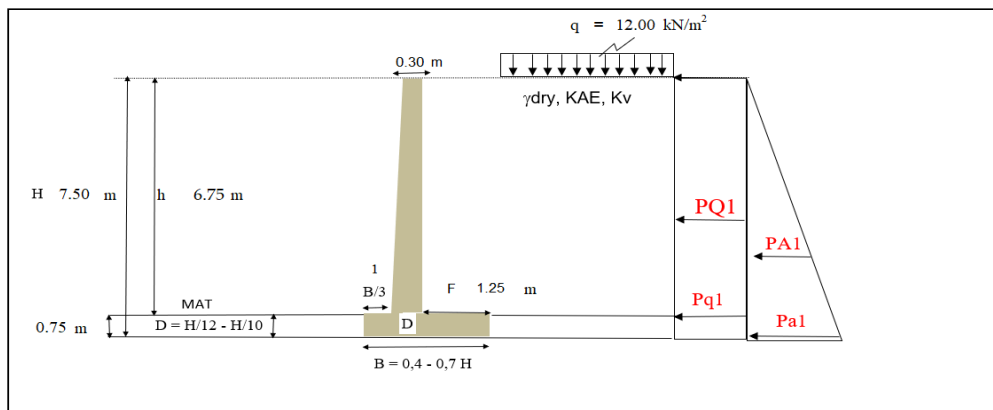 q = 12.00 kN/m²
0.30 m
γdry, KAE, Kv
H 7.50 m
h 6.75 m
PQ1
PA1
1
B/3
F 1.25 m
MAT
Pq1
0.75 m
D = H/12 - H/10
D
Pa1
B = 0,4 - 0,7 H